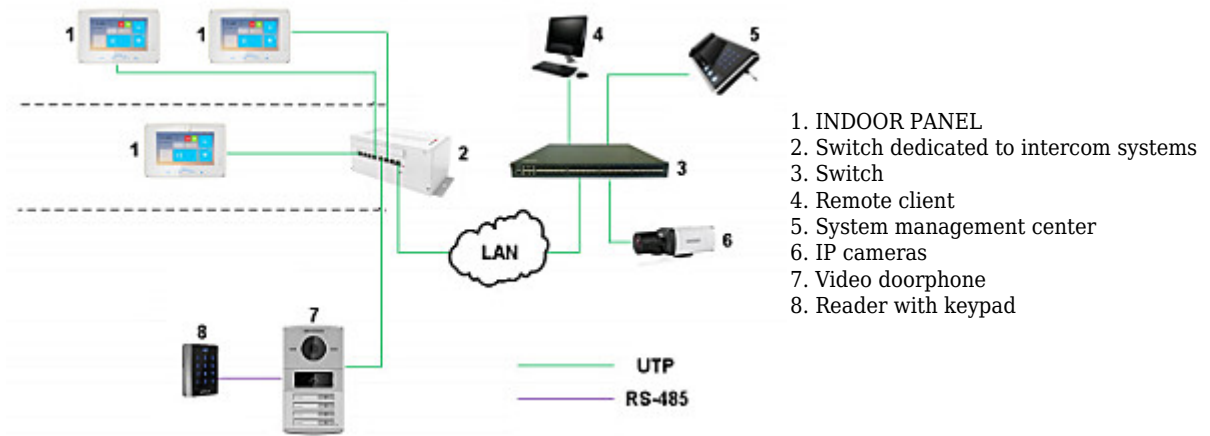 1
1
4
5
1
2
3
LAN
6
8
7
UTP
RS-485
1. INDOOR PANEL
2. Switch dedicated to intercom systems
3. Switch
4. Remote client
5. System management center
6. IP cameras
7. Video doorphone
8. Reader with keypad